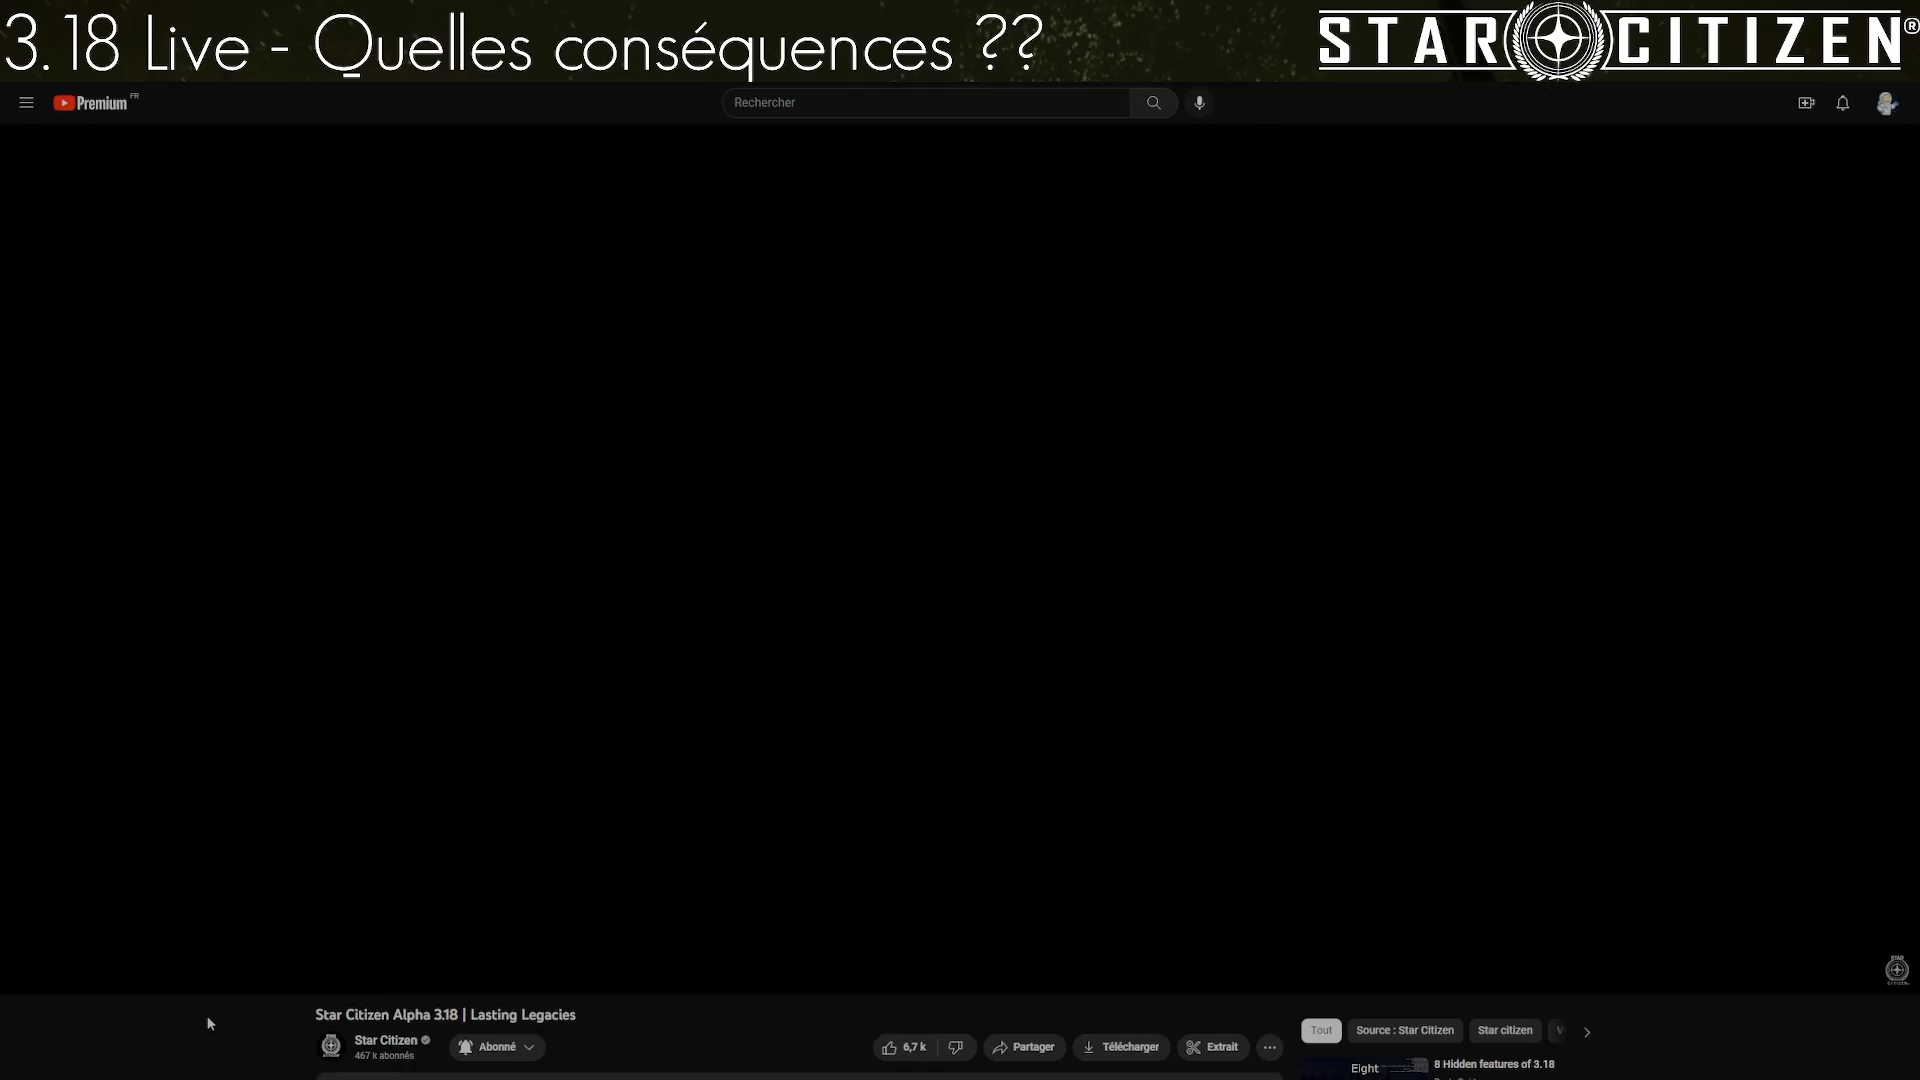 3.18 Live - Quelles conséquences ??
STAR CITIZEN®
Premium FR
Rechercher
STAR
CITIZEN
Star Citizen Alpha 3.18 | Lasting Legacies
Star Citizen
467 k abonnés
Abonné
6,7 k
Partager
Télécharger
Extrait
Tout
Source : Star Citizen
Star citizen
Eight
8 Hidden features of 3.18